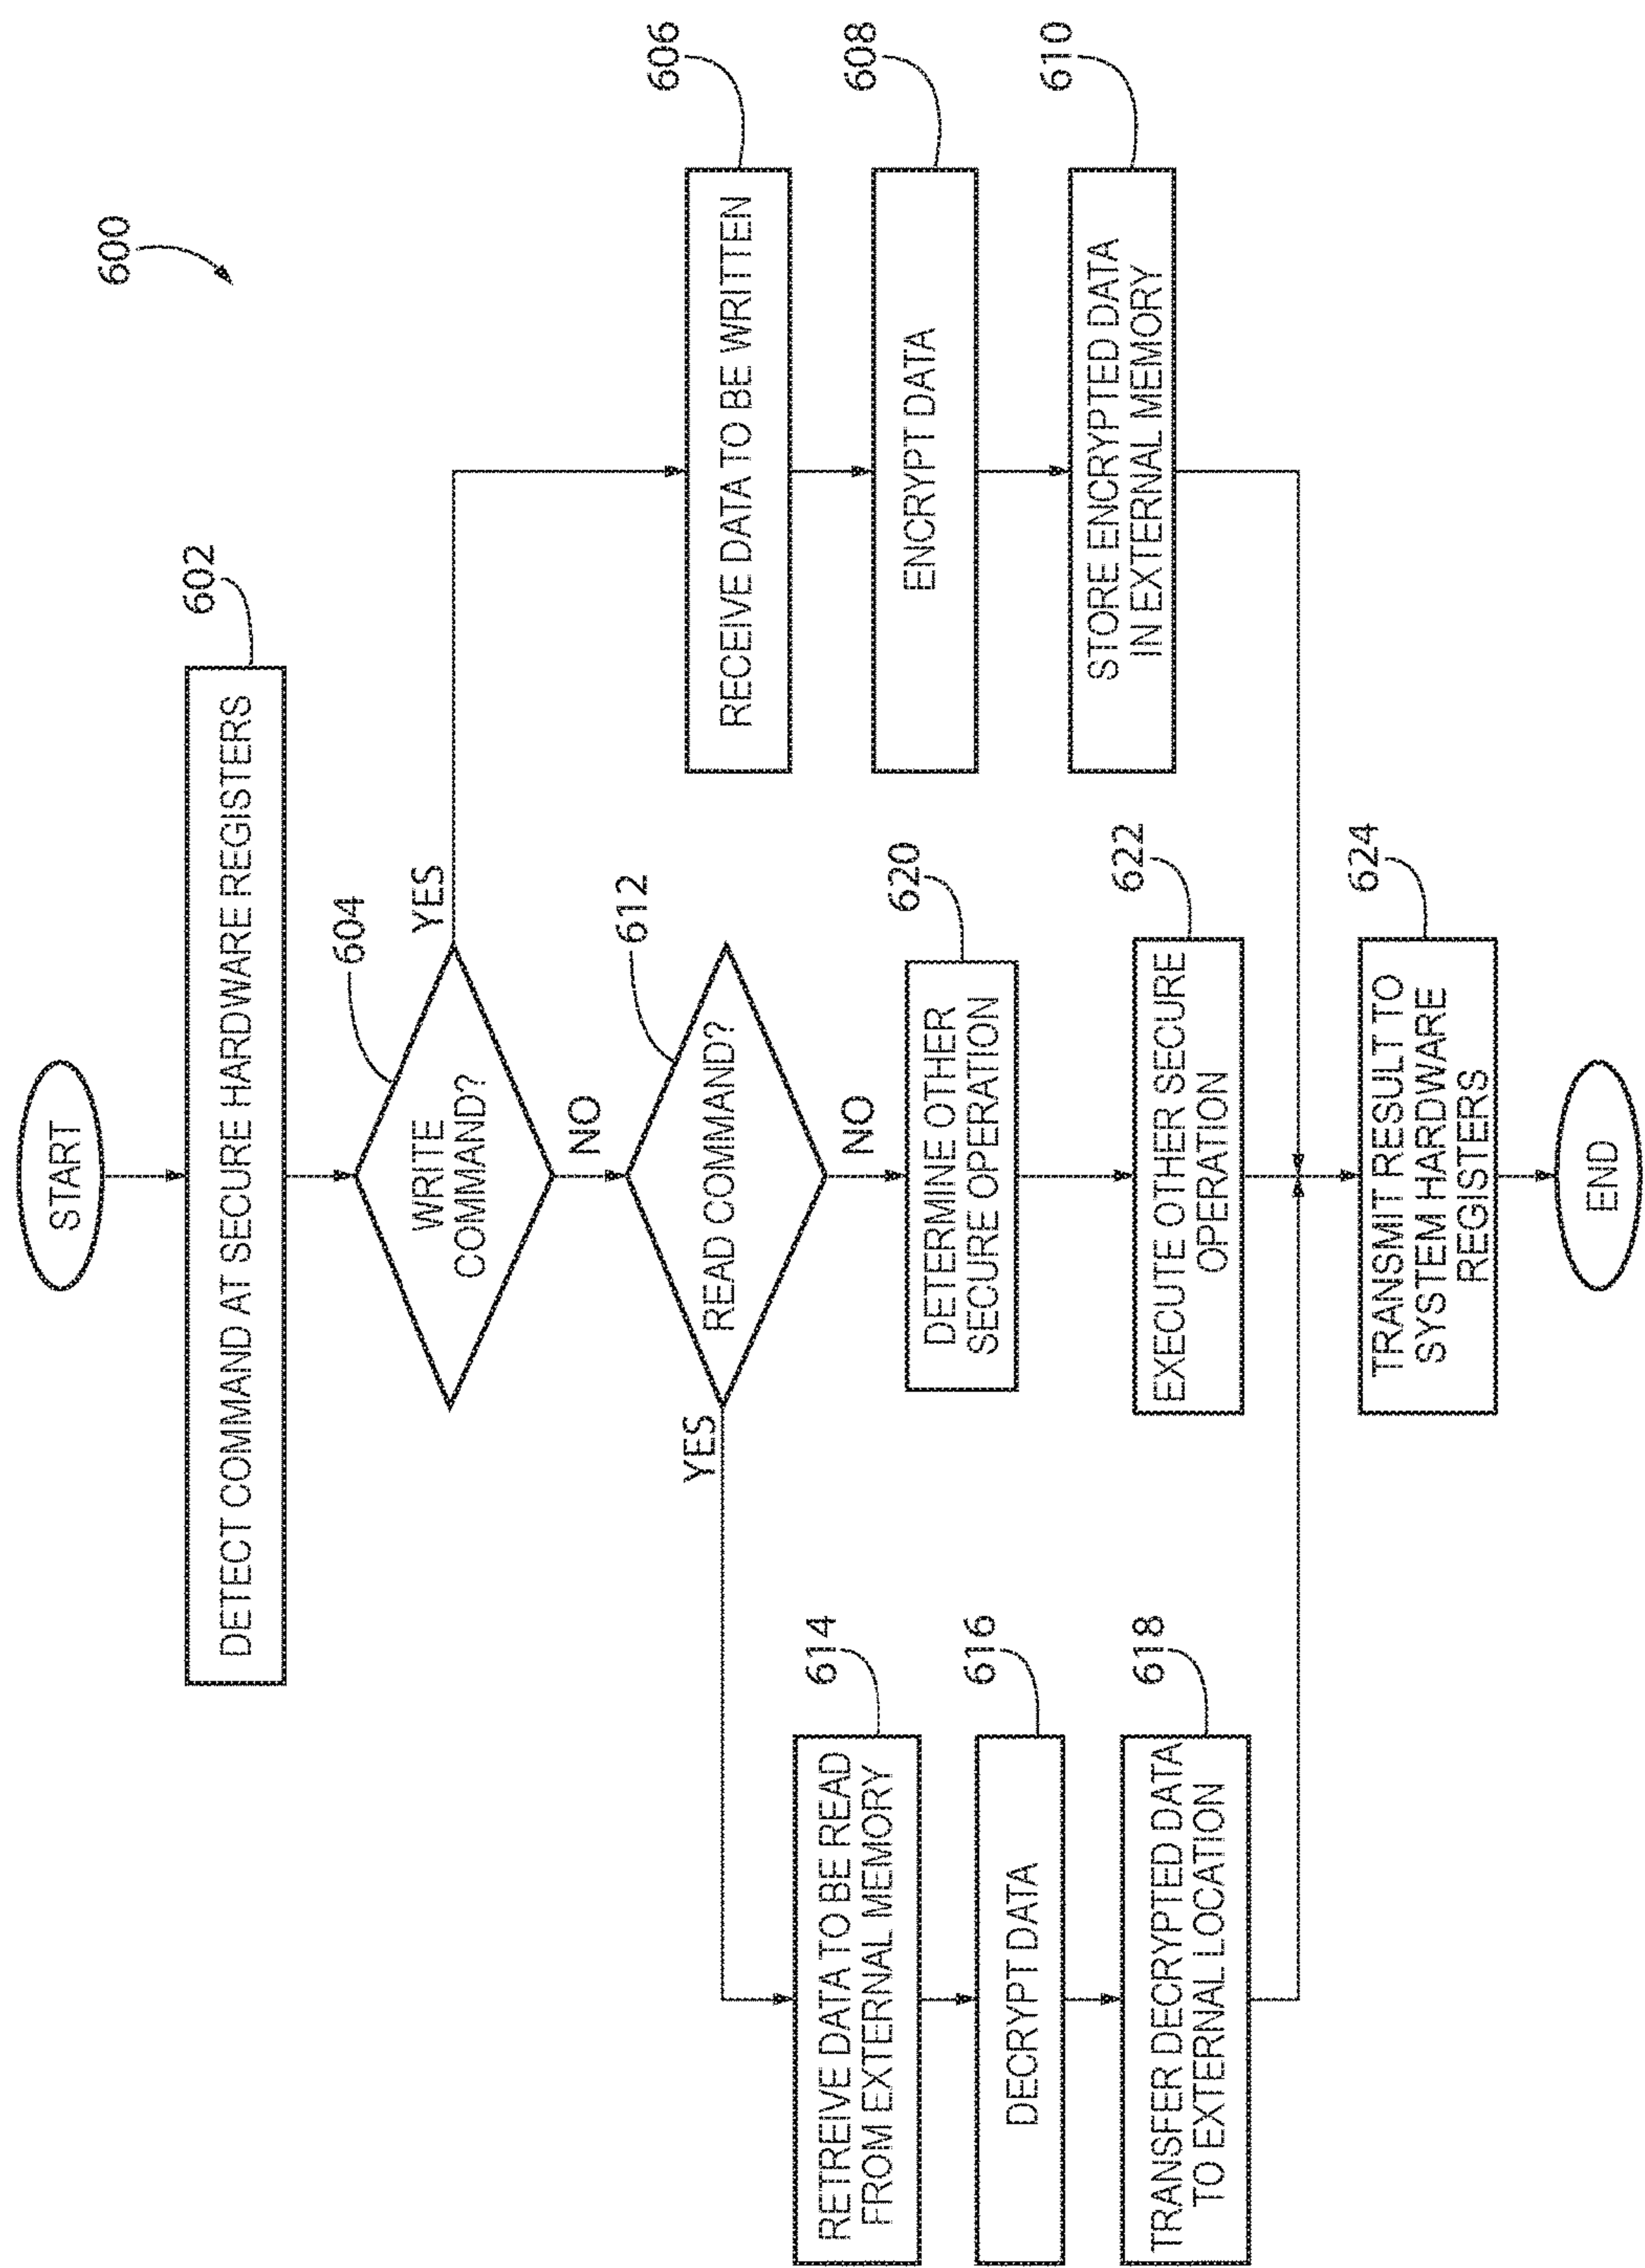 600
START
DETECT COMMAND AT SECURE HARDWARE REGISTERS
602
WRITE
COMMAND?
604
YES
NO
RECEIVE DATA TO BE WRITTEN
606
ENCRYPT DATA
608
STORE ENCRYPTED DATA
IN EXTERNAL MEMORY
610
READ COMMAND?
612
YES
NO
RETREIVE DATA TO BE READ
FROM EXTERNAL MEMORY
614
DECRYPT DATA
616
TRANSFER DECRYPTED DATA
TO EXTERNAL LOCATION
618
DETERMINE OTHER
SECURE OPERATION
620
EXECUTE OTHER SECURE
OPERATION
622
TRANSMIT RESULT TO
SYSTEM HARDWARE
REGISTERS
624
END